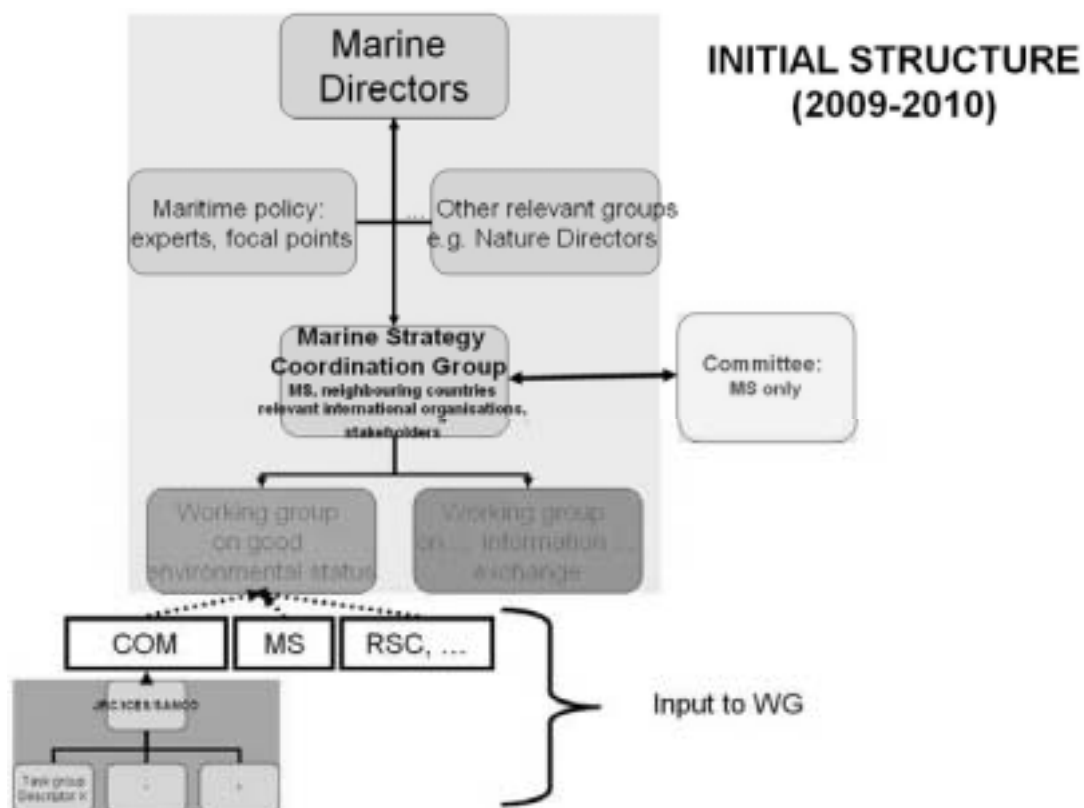 Marine
Directors
INITIAL STRUCTURE
(2009-2010)
Maritime policy:
experts, focal points
... Other relevant groups
e.g. Nature Directors
Marine Strategy
Coordination Group
MS, neighbouring countries
relevant international organisations,
stakeholders
Committee:
MS only
Working group
on good
environmental status
Working group
on ... information ...
exchange
COM
MS
RSC, ...
Input to WG
JRC/ICES/SANCO
Task group
Descriptor X